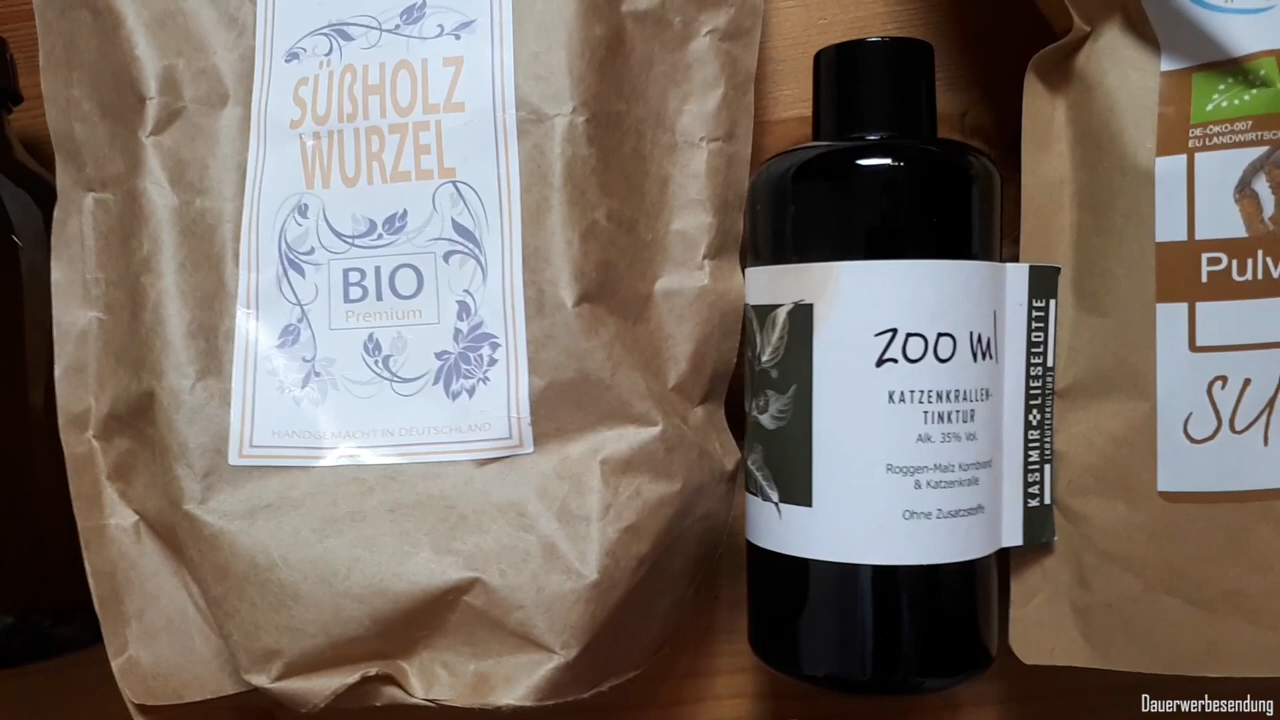 SÜßHOLZ
WURZEL
BIO
Premium
HANDGEMACHT IN DEUTSCHLAND
200 ml
KATZENKRALLEN-
TINKTUR
Alk. 35% Vol.
Roggen-Malz Kornbrand
& Katzenkralle
Ohne Zusatzstoffe
KASIMIR LIESELOTTE
[KRÄUTERKULTUR]
DE-ÖKO-007
EU LANDWIRTSC
Pulv
SU
Dauerwerbesendung